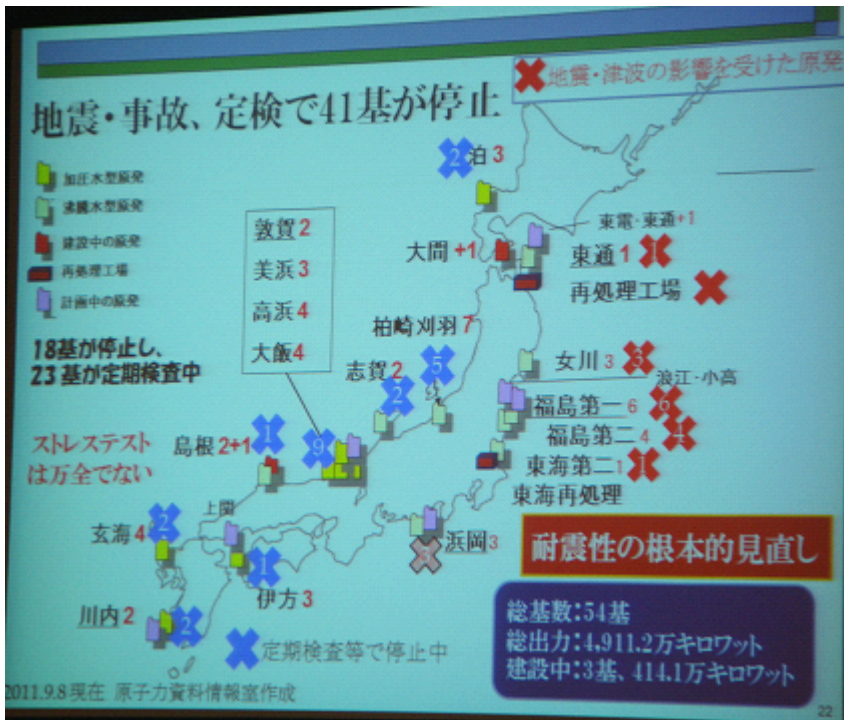 地震・津波の影響を受けた原発
地震・事故、定検で41基が停止
加圧水型原発
沸騰水型原発
建設中の原発
再処理工場
計画中の原発
18基が停止し、
23基が定期検査中
ストレステスト
は万全でない
敦賀 2
美浜 3
高浜 4
大飯 4
2 泊 3
東電・東通+1
大間 +1
東通 1 1
再処理工場
柏崎刈羽 7
5
志賀 2
2
女川 3 3
浪江・小高
福島第一 6 6
福島第二 4 4
東海第二 1 1
東海再処理
島根 2+1
1
9
上関
玄海 4
2
浜岡 3
1
伊方 3
川内 2
2
定期検査等で停止中
耐震性の根本的見直し
総基数：54基
総出力：4,911.2万キロワット
建設中：3基、414.1万キロワット
2011.9.8現在 原子力資料情報室作成
22